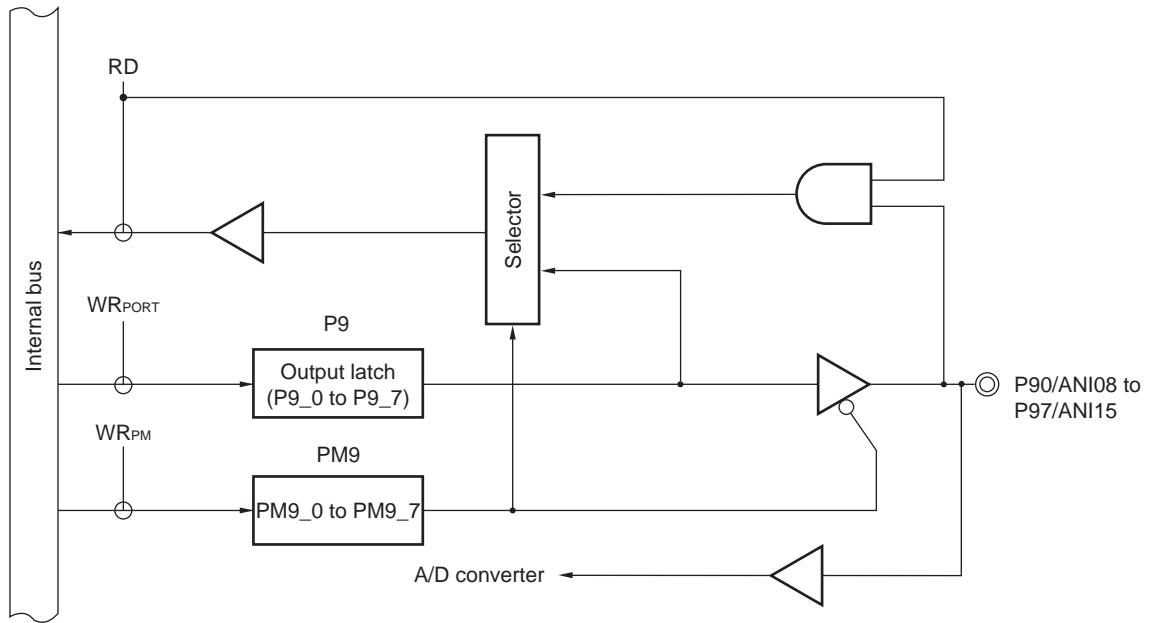 RD
Selector
Internal bus
WRPORT
P9
Output latch
(P9_0 to P9_7)
P90/ANI08 to
P97/ANI15
WRPM
PM9
PM9_0 to PM9_7
A/D converter